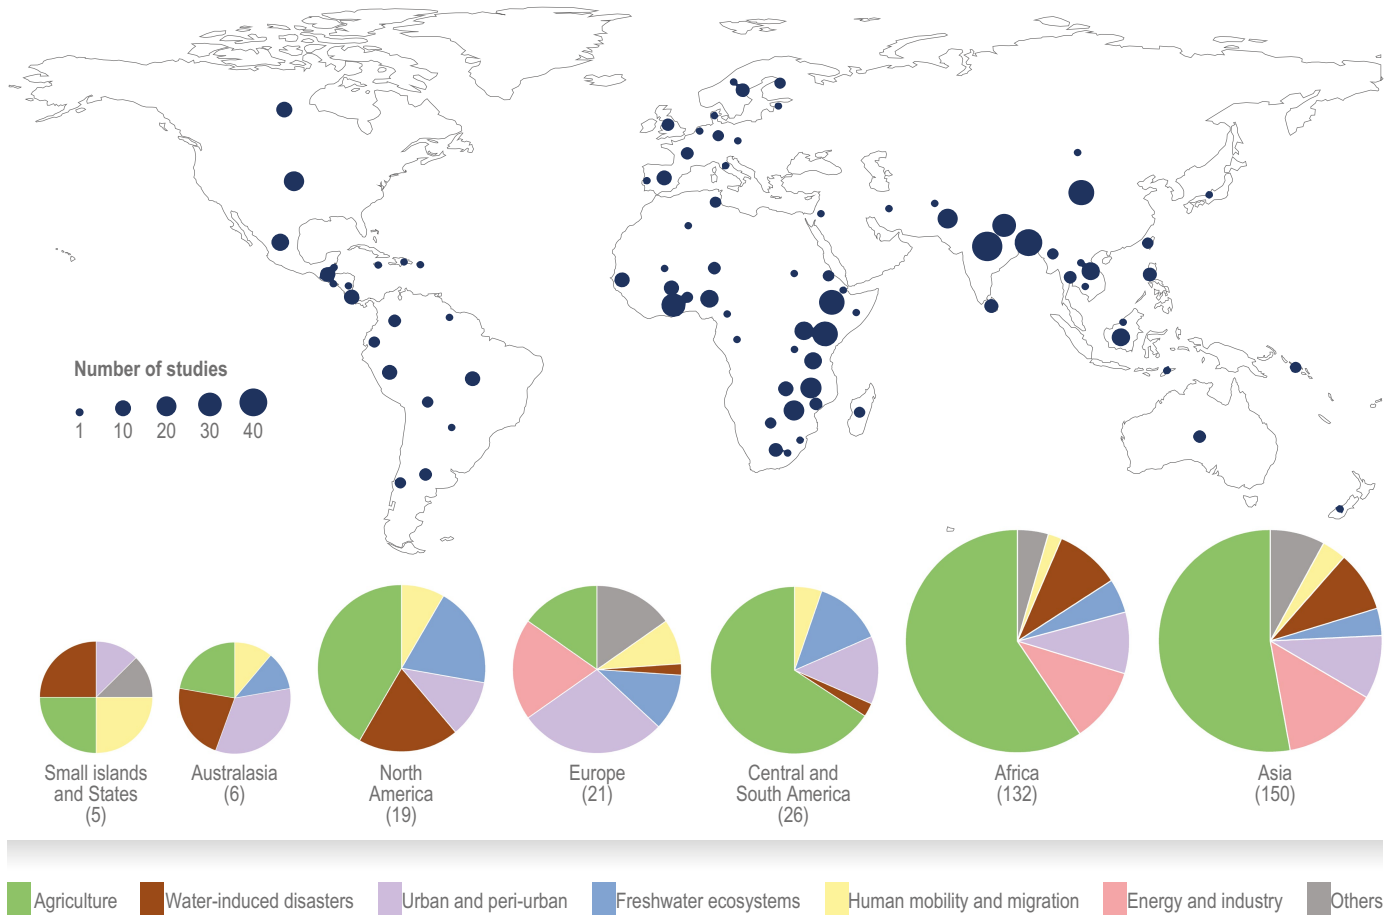 Number of studies
1 10 20 30 40
Small islands
and States
(5)
Australasia
(6)
North
America
(19)
Europe
(21)
Central and
South America
(26)
Africa
(132)
Asia
(150)
Agriculture Water-induced disasters Urban and peri-urban Freshwater ecosystems Human mobility and migration Energy and industry Others